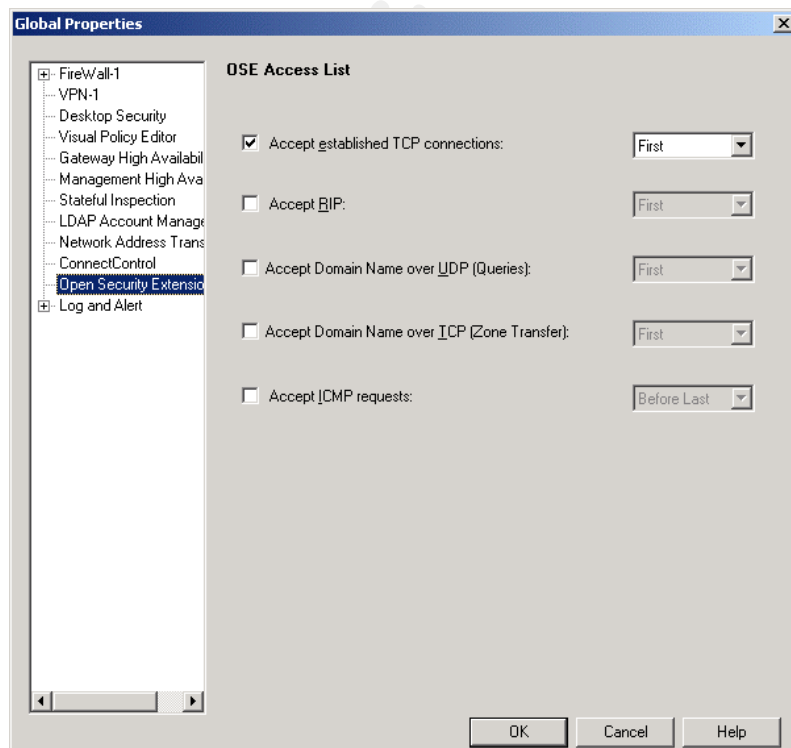 Global Properties
FireWall-1
VPN-1
Desktop Security
Visual Policy Editor
Gateway High Availabil
Management High Ava
Stateful Inspection
LDAP Account Manage
Network Address Trans
ConnectControl
Open Security Extensio
Log and Alert
OSE Access List
Accept established TCP connections: First
Accept RIP: First
Accept Domain Name over UDP (Queries): First
Accept Domain Name over TCP (Zone Transfer): First
Accept ICMP requests: Before Last
OK Cancel Help